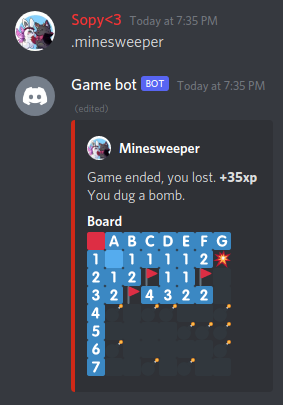 Sopy<3 Today at 7:35 PM
.minesweeper
Game bot BOT Today at 7:35 PM
(edited)
Minesweeper
Game ended, you lost. +35xp
You dug a bomb.
Board
A B C D E F G
1 1 1 1 1 2
2 1 2 1 1
3 2 4 3 2 2
4
5
6
7